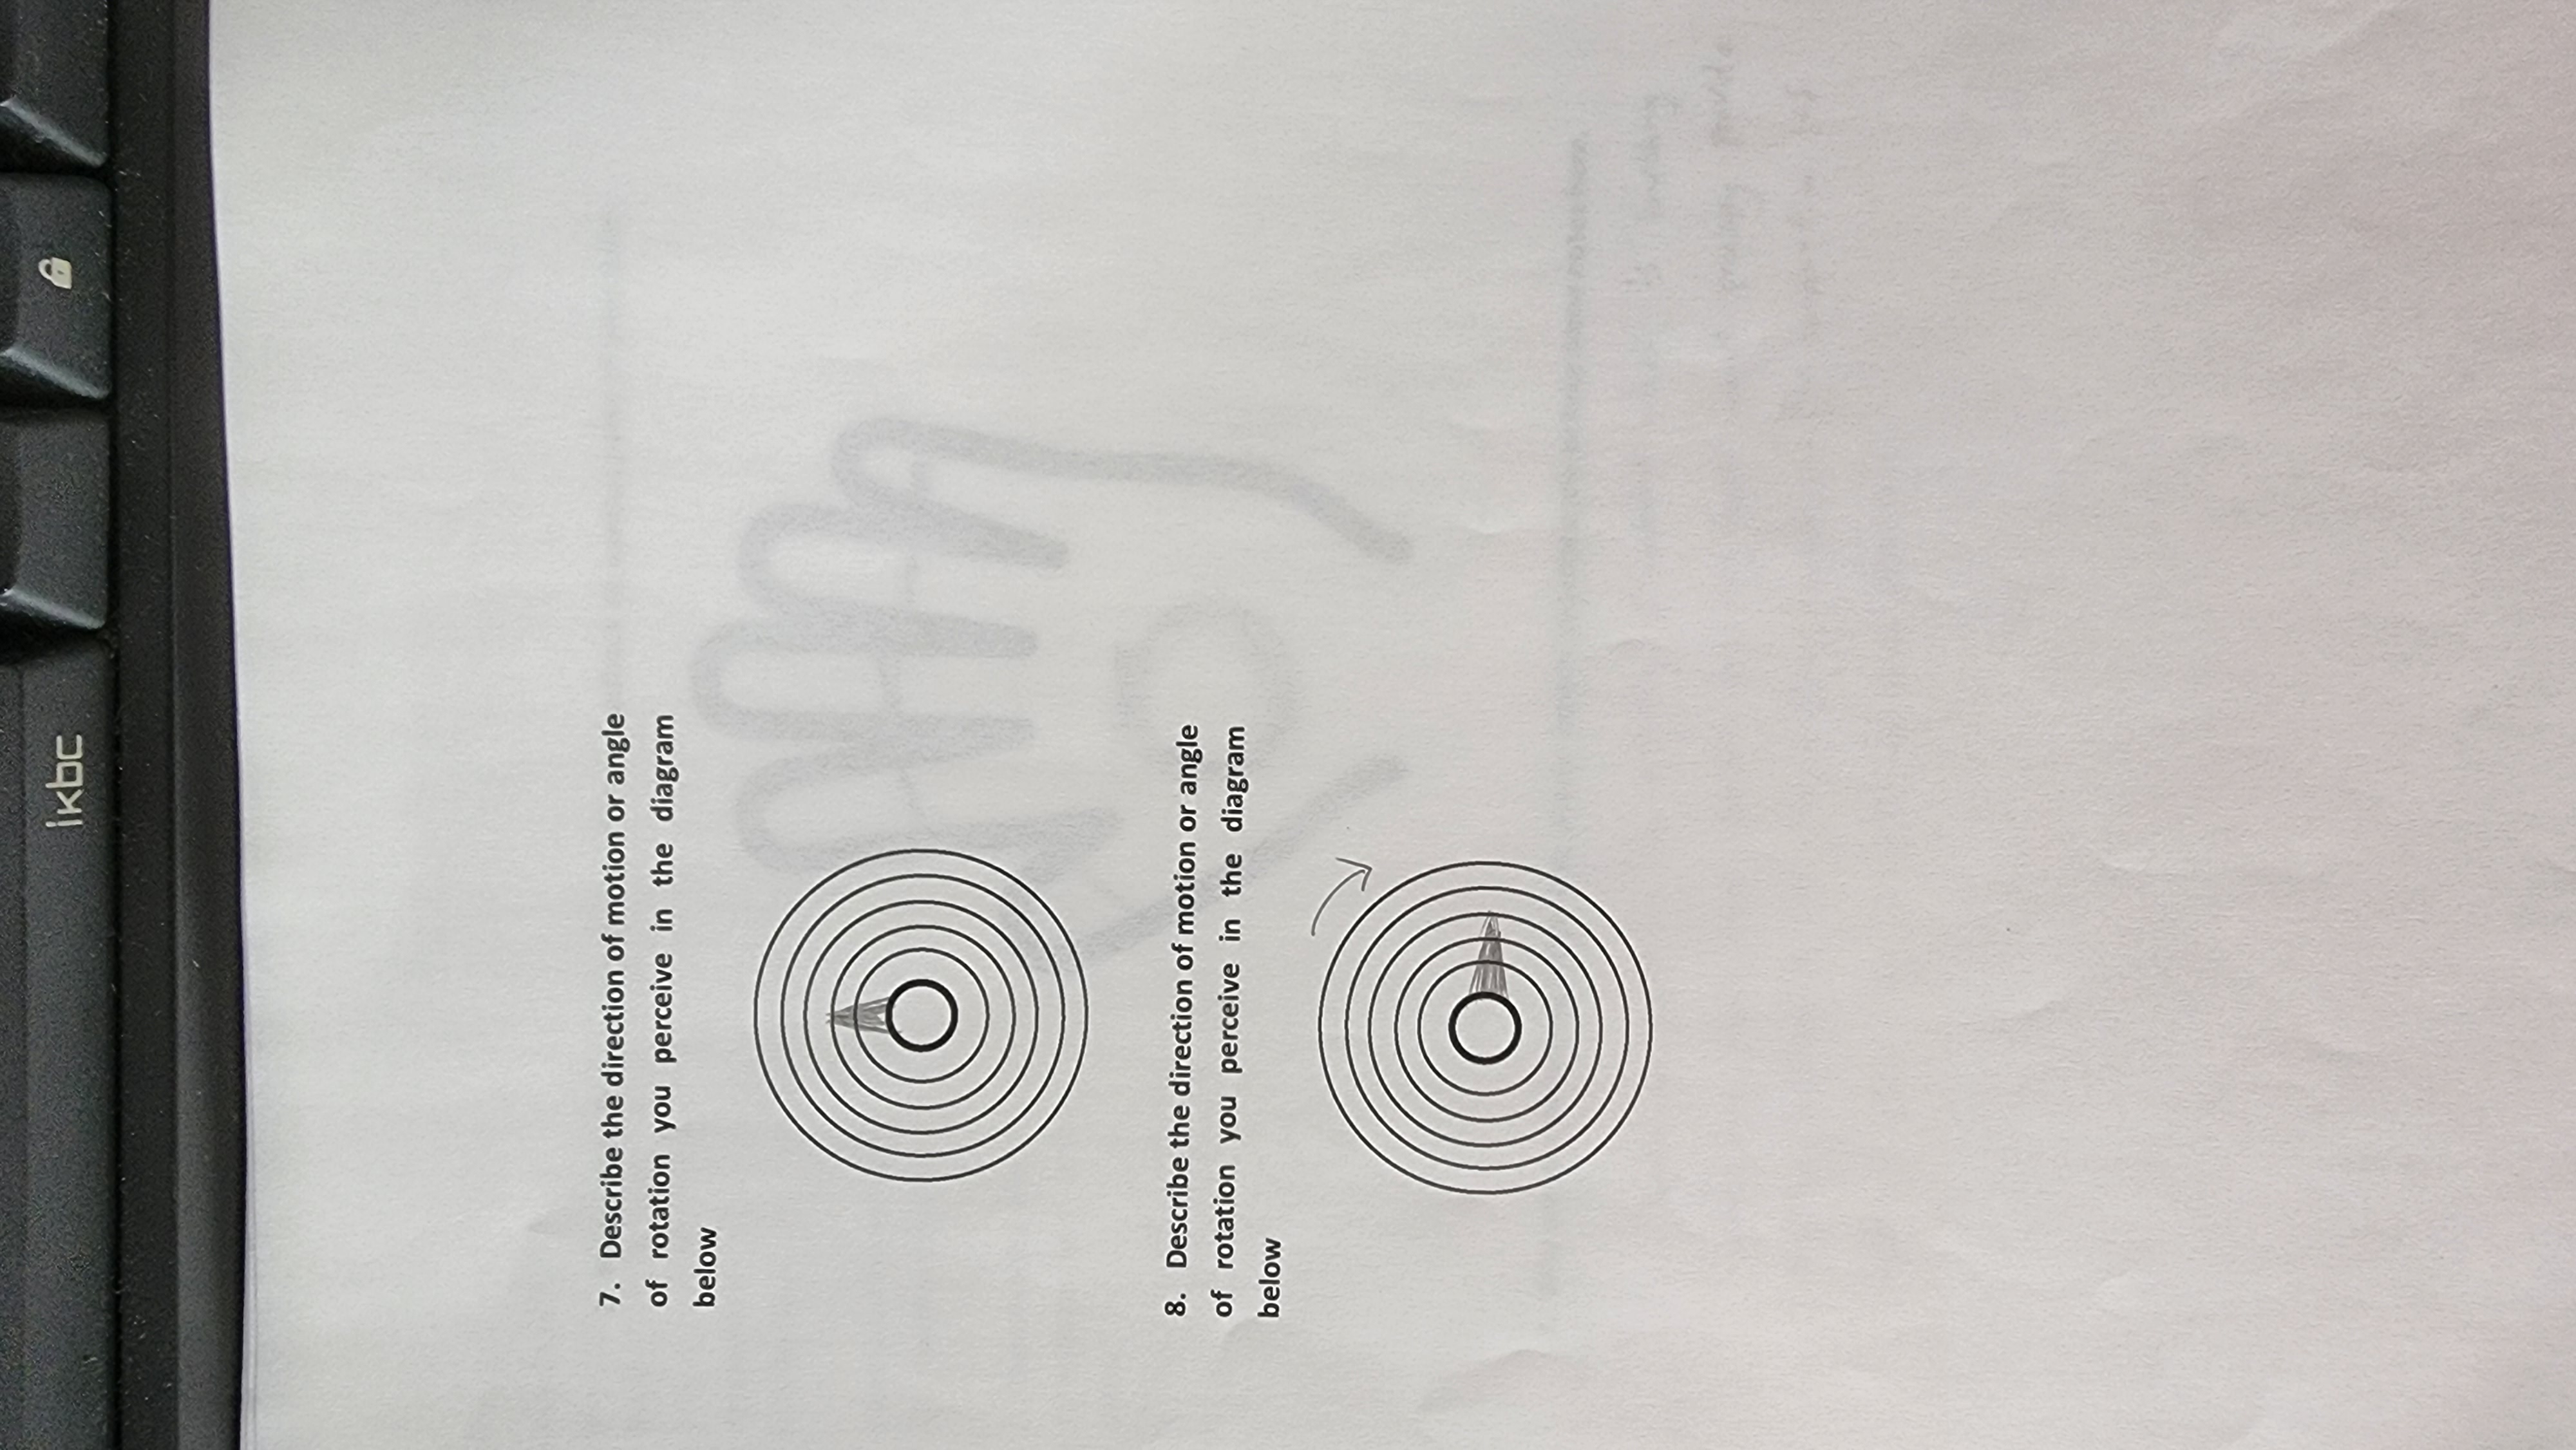 ikbc
7. Describe the direction of motion or angle
of rotation you perceive in the diagram
below
8. Describe the direction of motion or angle
of rotation you perceive in the diagram
below